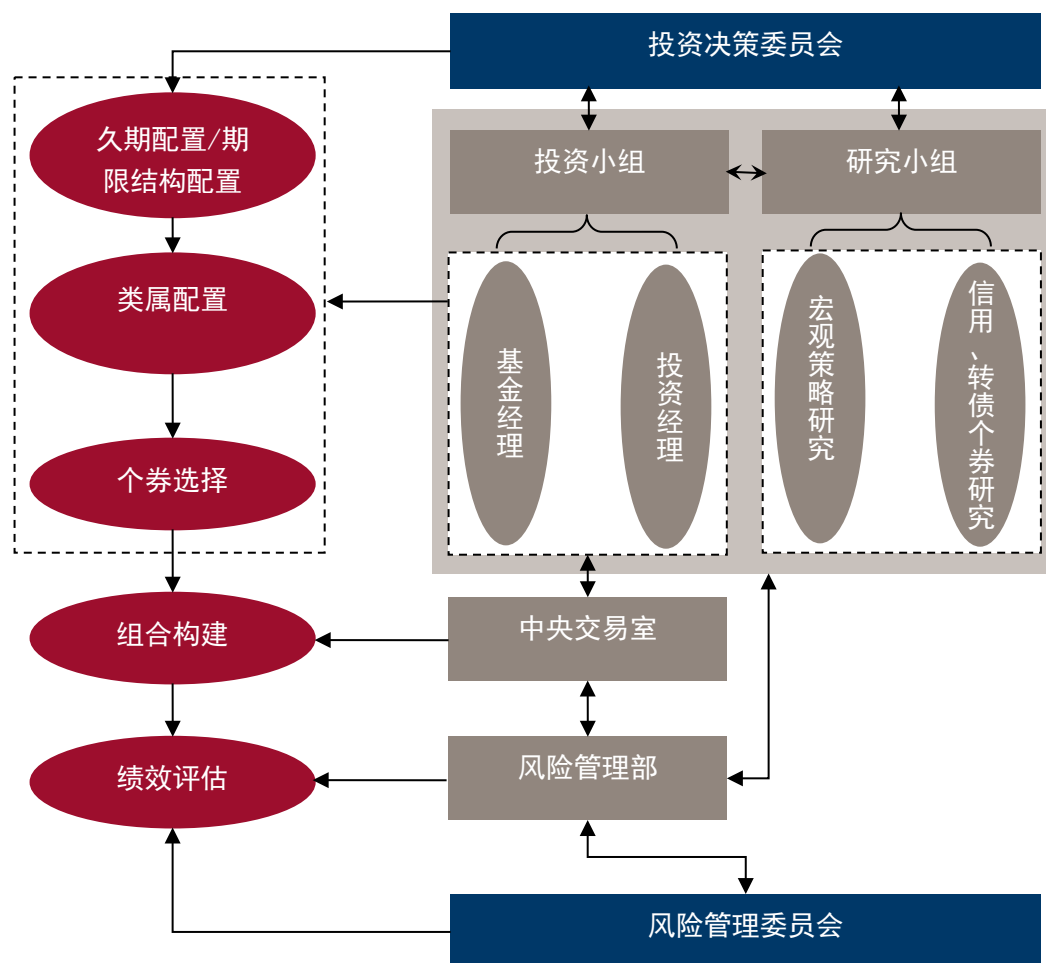 投资决策委员会
久期配置/期
限结构配置
投资小组
研究小组
类属配置
基金经理
投资经理
宏观策略研究
信用、转债个券研究
个券选择
组合构建
中央交易室
绩效评估
风险管理部
风险管理委员会